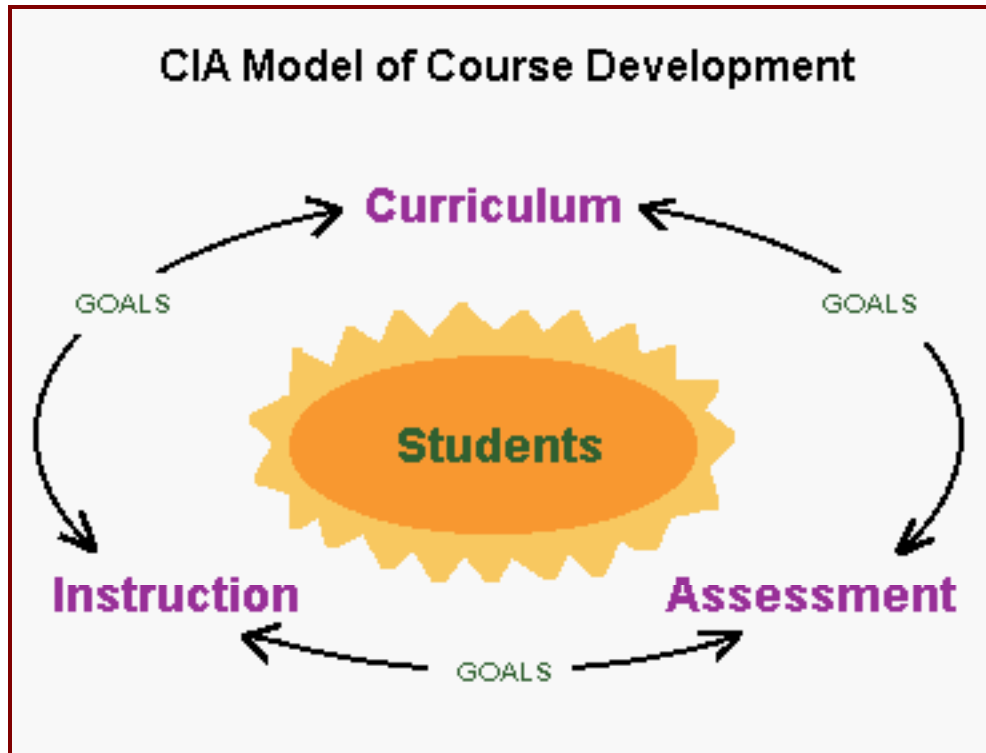 CIA Model of Course Development
Curriculum
GOALS
GOALS
Students
Instruction
Assessment
GOALS